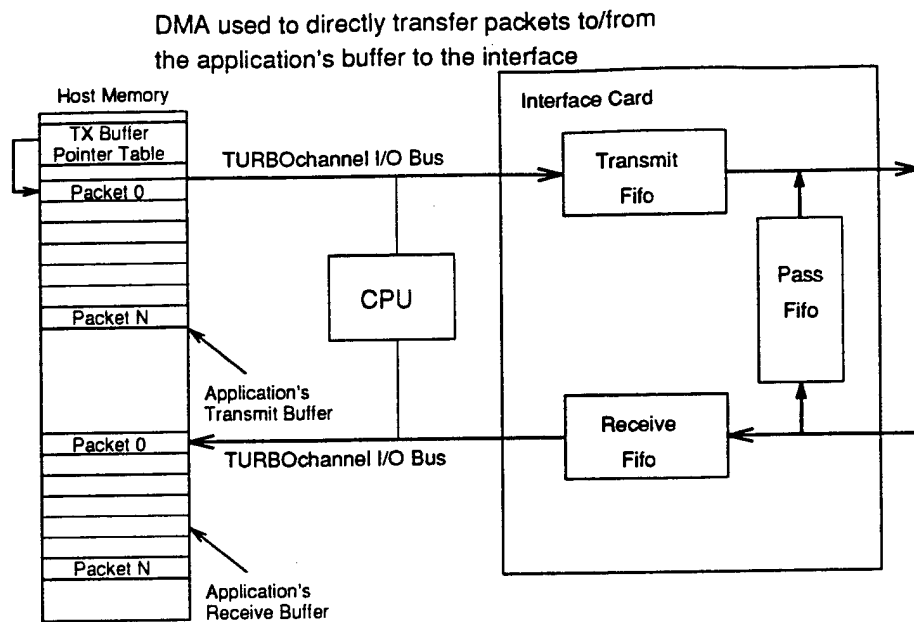 DMA used to directly transfer packets to/from
the application's buffer to the interface
Host Memory
TX Buffer
Pointer Table
Packet 0
Packet N
Application's
Transmit Buffer
Packet 0
Packet N
Application's
Receive Buffer
TURBOchannel I/O Bus
CPU
TURBOchannel I/O Bus
Interface Card
Transmit
Fifo
Pass
Fifo
Receive
Fifo